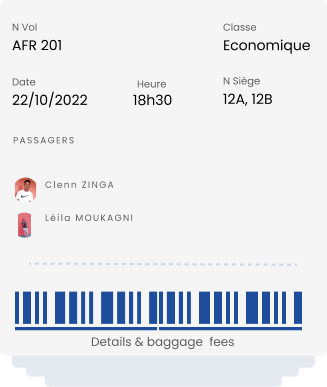 N Vol
Classe
AFR 201
Economique
Date
Heure
N Siège
22/10/2022
18h30
12A, 12B
PASSAGERS
Clenn ZINGA
Léila MOUKAGNI
Details & baggage fees